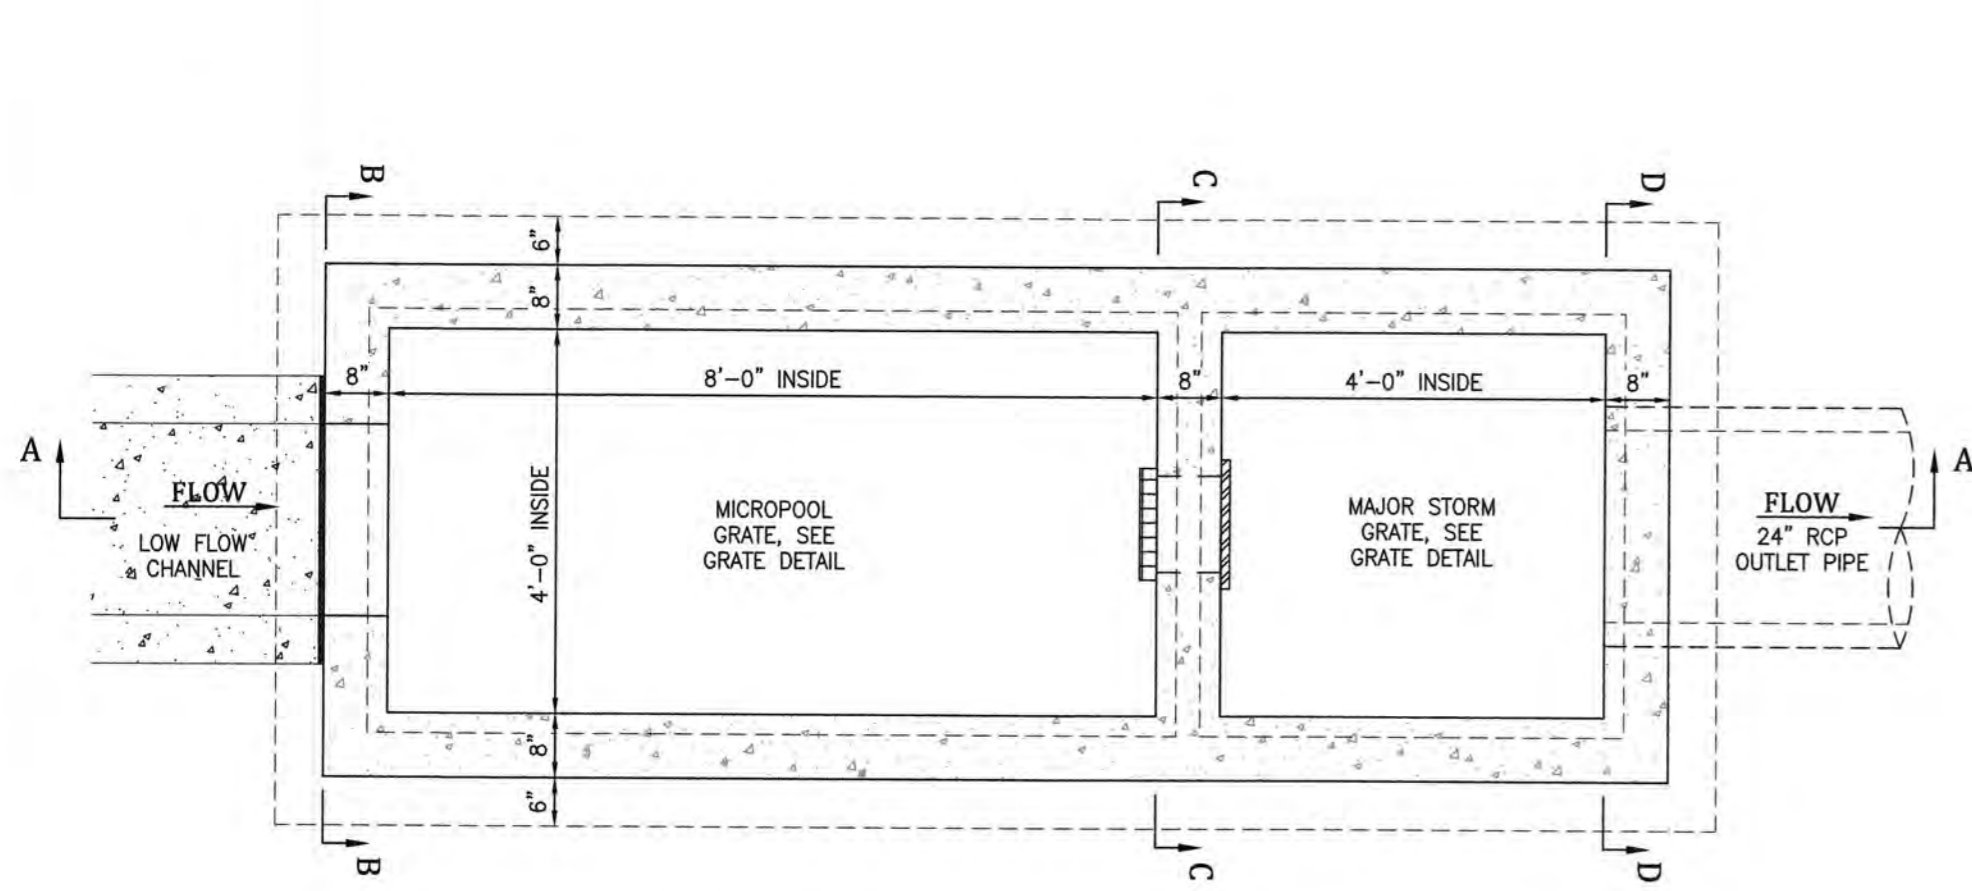 B
C
D
6"
8"
8"
8'-0" INSIDE
8"
4'-0" INSIDE
8"
A
A
FLOW
LOW FLOW
CHANNEL
4'-0" INSIDE
MICROPOOL
GRATE, SEE
GRATE DETAIL
MAJOR STORM
GRATE, SEE
GRATE DETAIL
FLOW
24" RCP
OUTLET PIPE
8"
6"
B
C
D